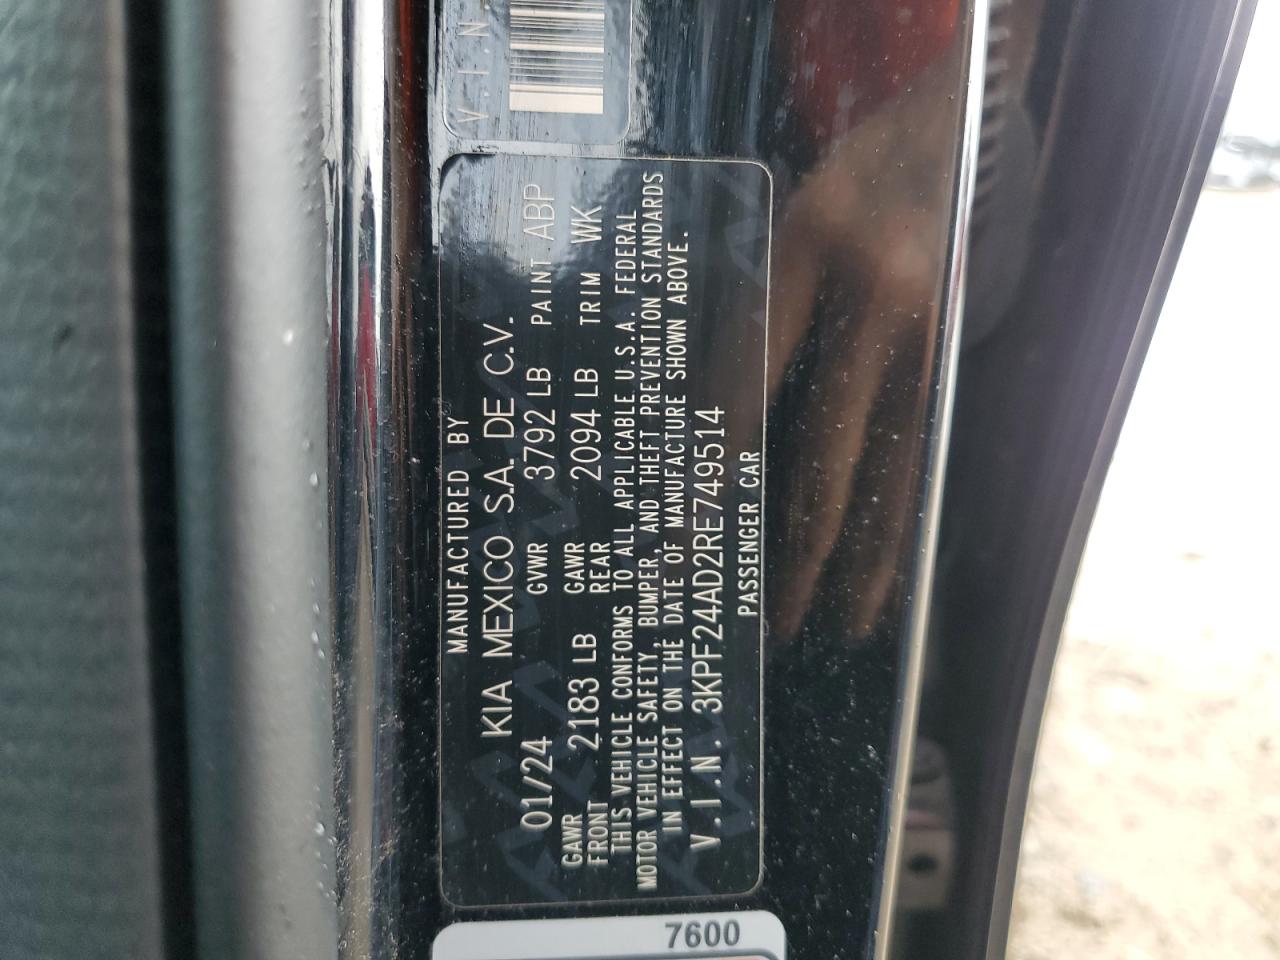 V.I.N
MANUFACTURED BY
KIA MEXICO S.A. DE C.V.
01/24 GVWR 3792 LB PAINT ABP
GAWR FRONT 2183 LB GAWR REAR 2094 LB TRIM WK
THIS VEHICLE CONFORMS TO ALL APPLICABLE U.S.A. FEDERAL
MOTOR VEHICLE SAFETY, BUMPER, AND THEFT PREVENTION STANDARDS
IN EFFECT ON THE DATE OF MANUFACTURE SHOWN ABOVE.
V.I.N. 3KPF24AD2RE749514
PASSENGER CAR
7600